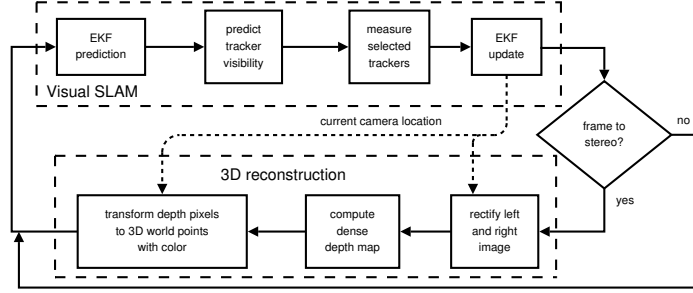 EKF
prediction
predict
tracker
visibility
measure
selected
trackers
EKF
update
Visual SLAM
current camera location
frame to
stereo?
no
yes
3D reconstruction
transform depth pixels
to 3D world points
with color
compute
dense
depth map
rectify left
and right
image